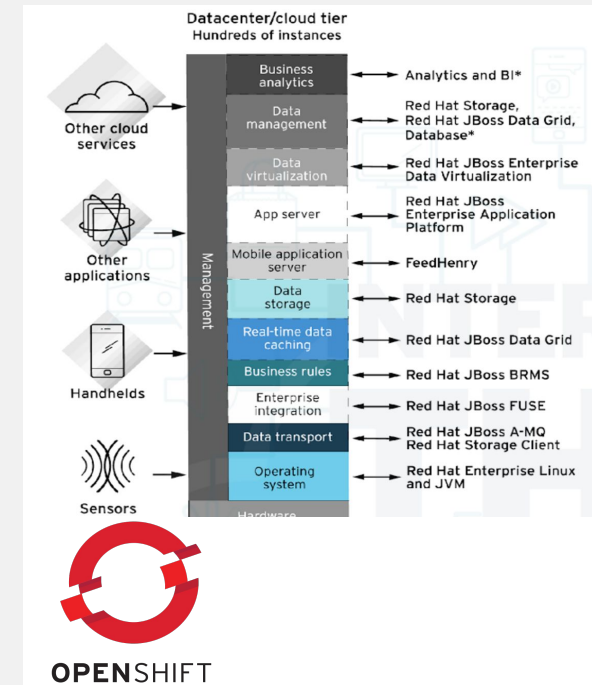 Datacenter/cloud tier
Hundreds of instances
Other cloud
services
Other
applications
Handhelds
Sensors
Management
Business
analytics
Data
management
Data
virtualization
App server
Mobile application
server
Data
storage
Real-time data
caching
Business rules
Enterprise
integration
Data transport
Operating
system
Hardware
Analytics and BI*
Red Hat Storage,
Red Hat JBoss Data Grid,
Database*
Red Hat JBoss Enterprise
Data Virtualization
Red Hat JBoss
Enterprise Application
Platform
FeedHenry
Red Hat Storage
Red Hat JBoss Data Grid
Red Hat JBoss BRMS
Red Hat JBoss FUSE
Red Hat JBoss A-MQ
Red Hat Storage Client
Red Hat Enterprise Linux
and JVM
OPENSHIFT